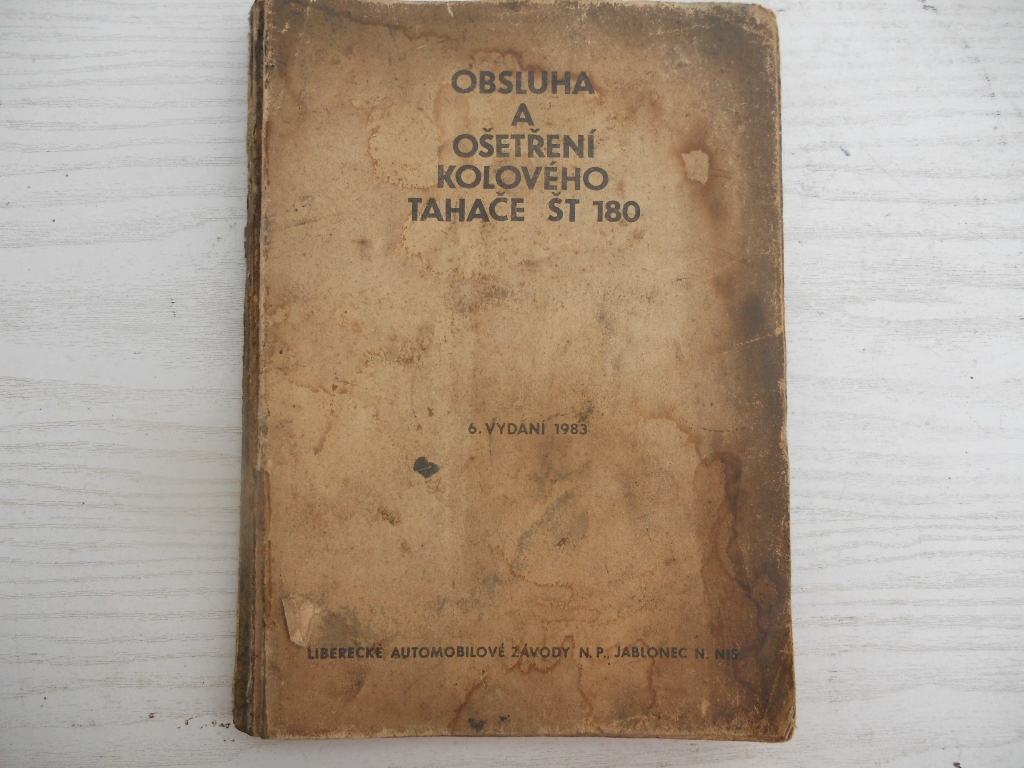 OBSLUHA
A
OŠETŘENÍ
KOLOVÉHO
TAHAČE ŠT 180
6. VYDÁNÍ 1983
LIBERECKÉ AUTOMOBILOVÉ ZÁVODY N. P., JABLONEC N. NIS.